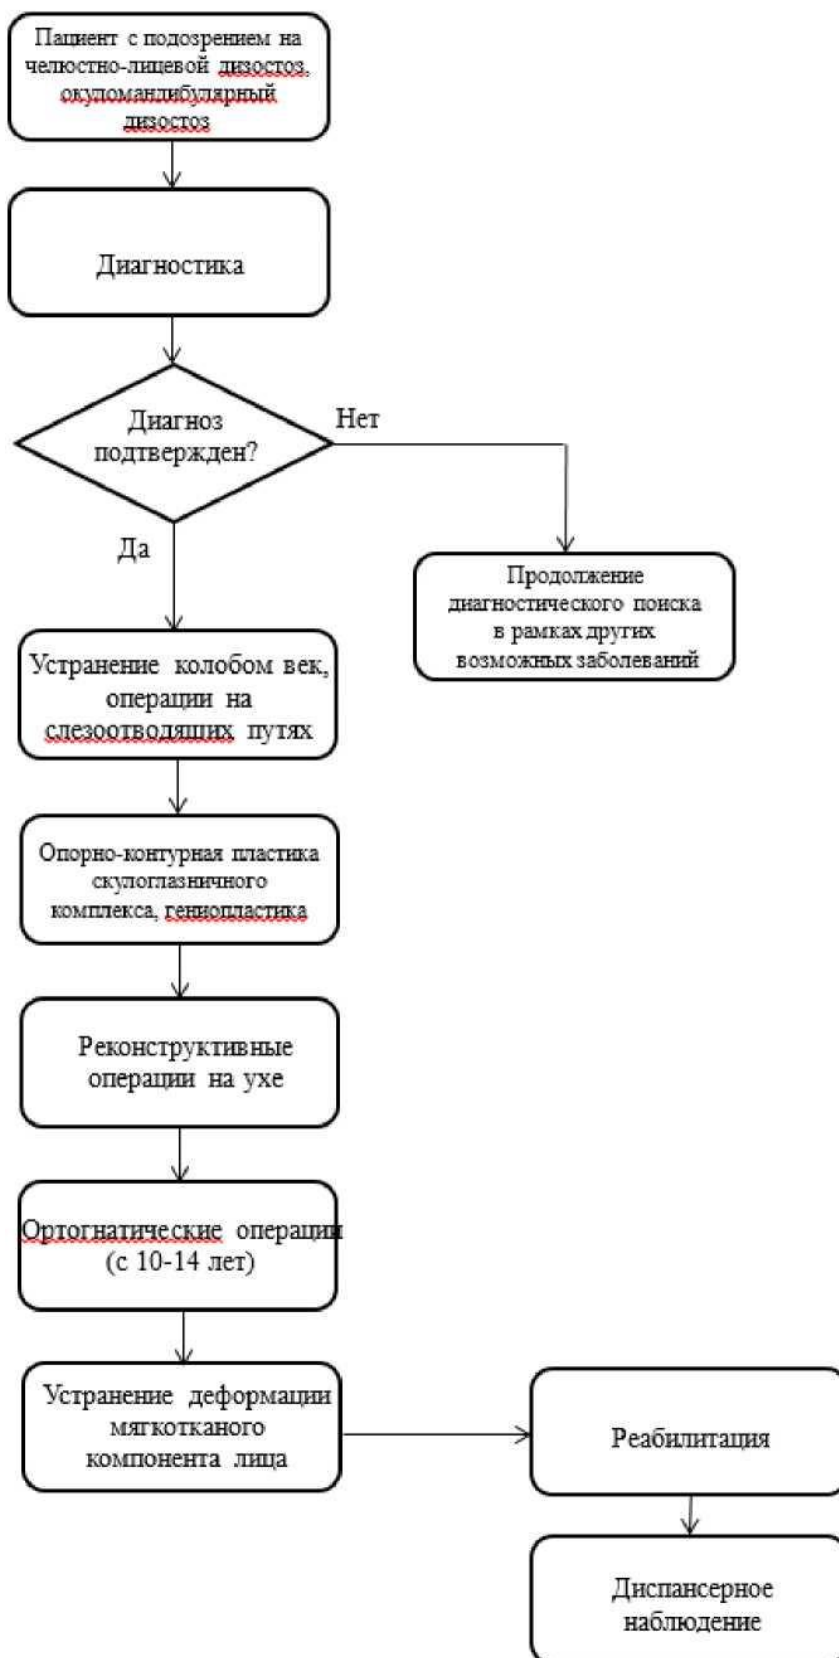 Пациент с подозрением на
челюстно-лицевой дизостоз,
окуломандибулярный
дизостоз
Диагностика
Диагноз
подтвержден?
Нет
Да
Продолжение
диагностического поиска
в рамках других
возможных заболеваний
Устранение колобом век,
операции на
слезоотводящих путях
Опорно-контурная пластика
скулоглазничного
комплекса, гениопластика
Реконструктивные
операции на ухе
Ортогнатические операции
(с 10-14 лет)
Устранение деформации
мягкотканого
компонента лица
Реабилитация
Диспансерное
наблюдение